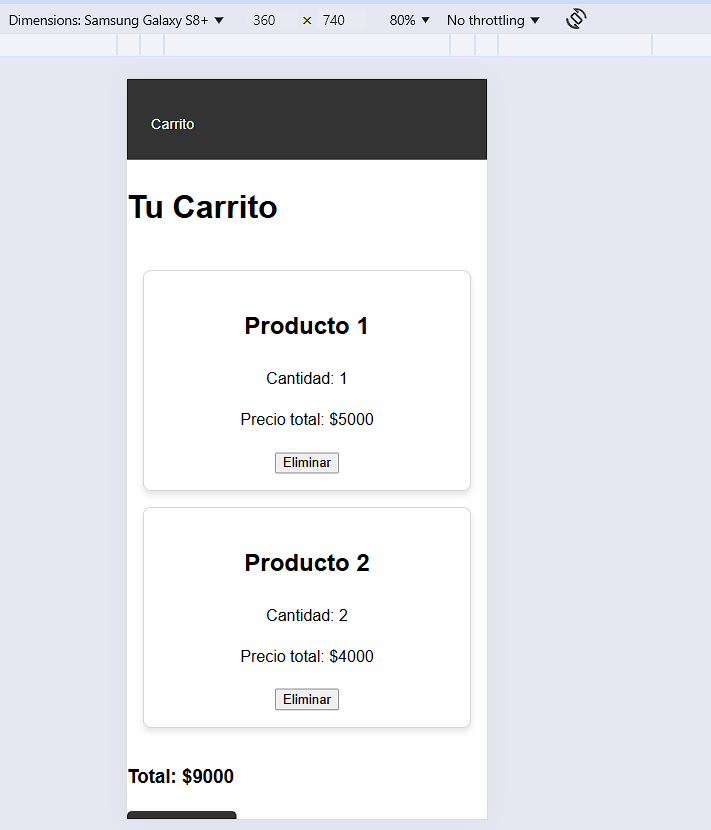 Dimensions: Samsung Galaxy S8+ 360 × 740 80% No throttling
Carrito
Tu Carrito
Producto 1
Cantidad: 1
Precio total: $5000
Eliminar
Producto 2
Cantidad: 2
Precio total: $4000
Eliminar
Total: $9000